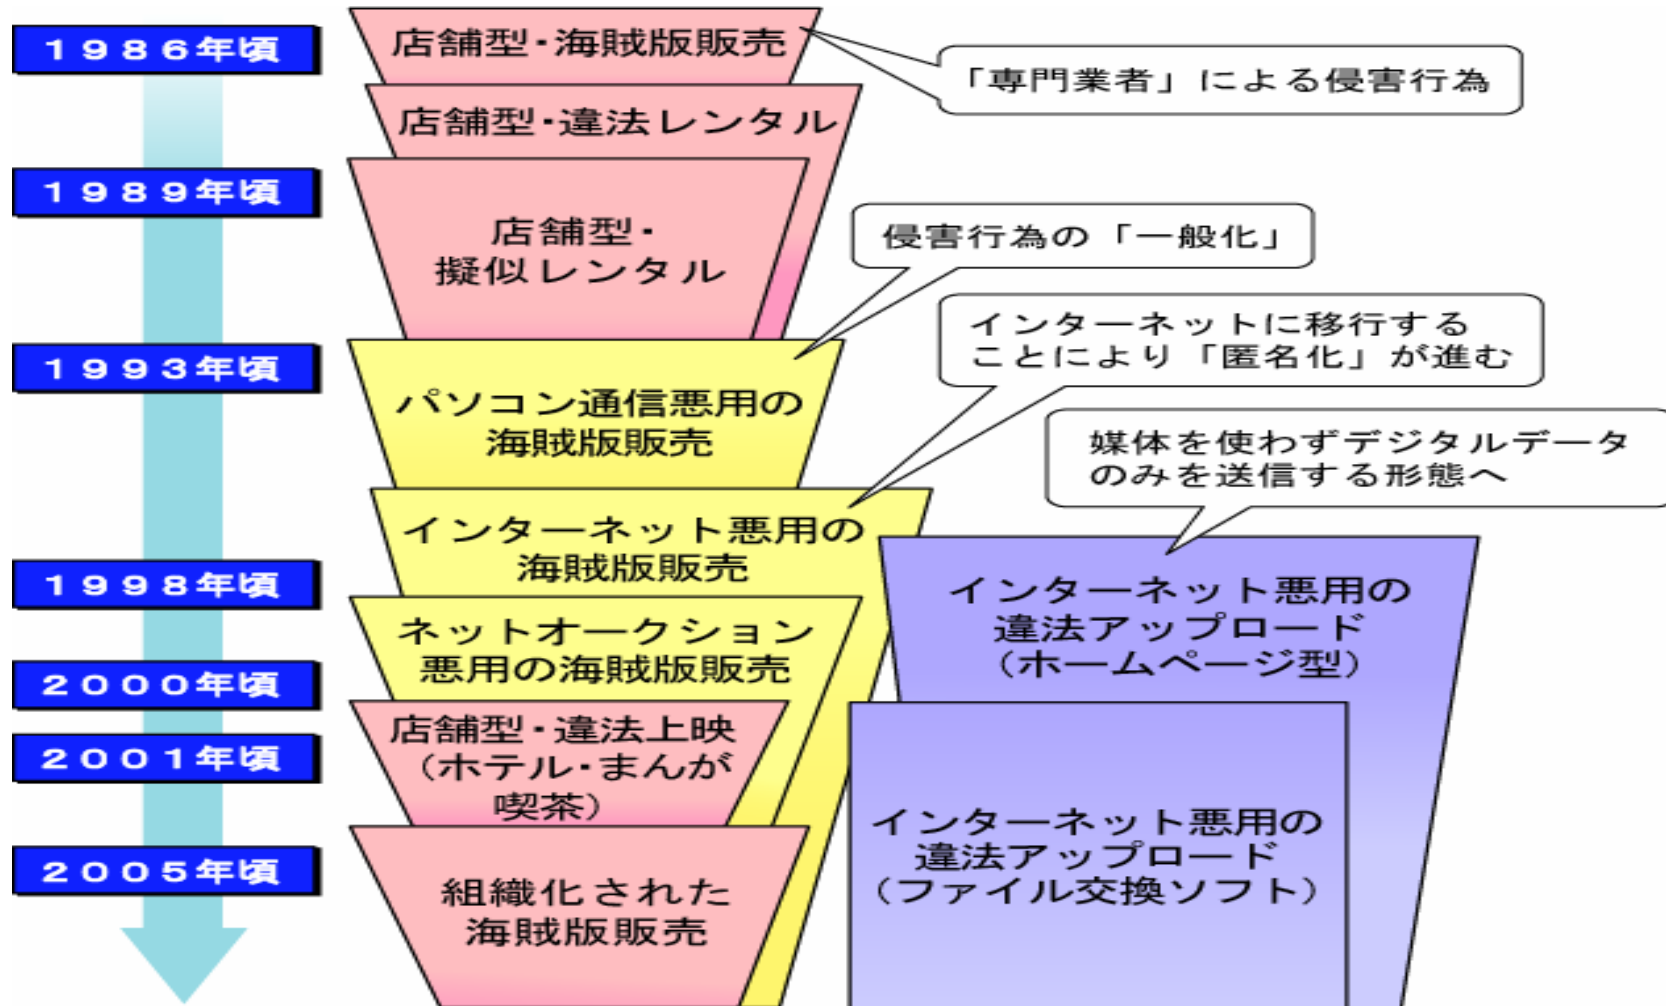 1986年頃
店舗型・海賊版販売
「専門業者」による侵害行為
店舗型・違法レンタル
1989年頃
店舗型・
擬似レンタル
侵害行為の「一般化」
インターネットに移行する
ことにより「匿名化」が進む
1993年頃
パソコン通信悪用の
海賊版販売
媒体を使わずデジタルデータ
のみを送信する形態へ
インターネット悪用の
海賊版販売
1998年頃
インターネット悪用の
違法アップロード
（ホームページ型）
ネットオークション
悪用の海賊版販売
2000年頃
店舗型・違法上映
（ホテル・まんが
喫茶）
2001年頃
インターネット悪用の
違法アップロード
（ファイル交換ソフト）
2005年頃
組織化された
海賊版販売